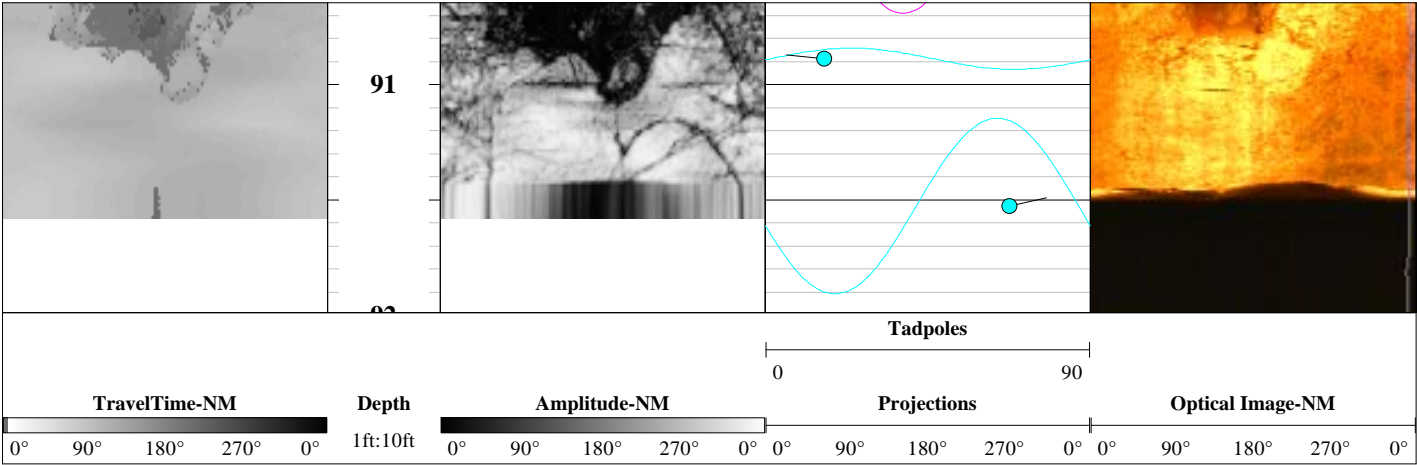 91
92
Tadpoles
0 90
TravelTime-NM Depth Amplitude-NM Projections Optical Image-NM
0° 90° 180° 270° 0° 1ft:10ft 0° 90° 180° 270° 0° 0° 90° 180° 270° 0° 0° 90° 180° 270° 0°